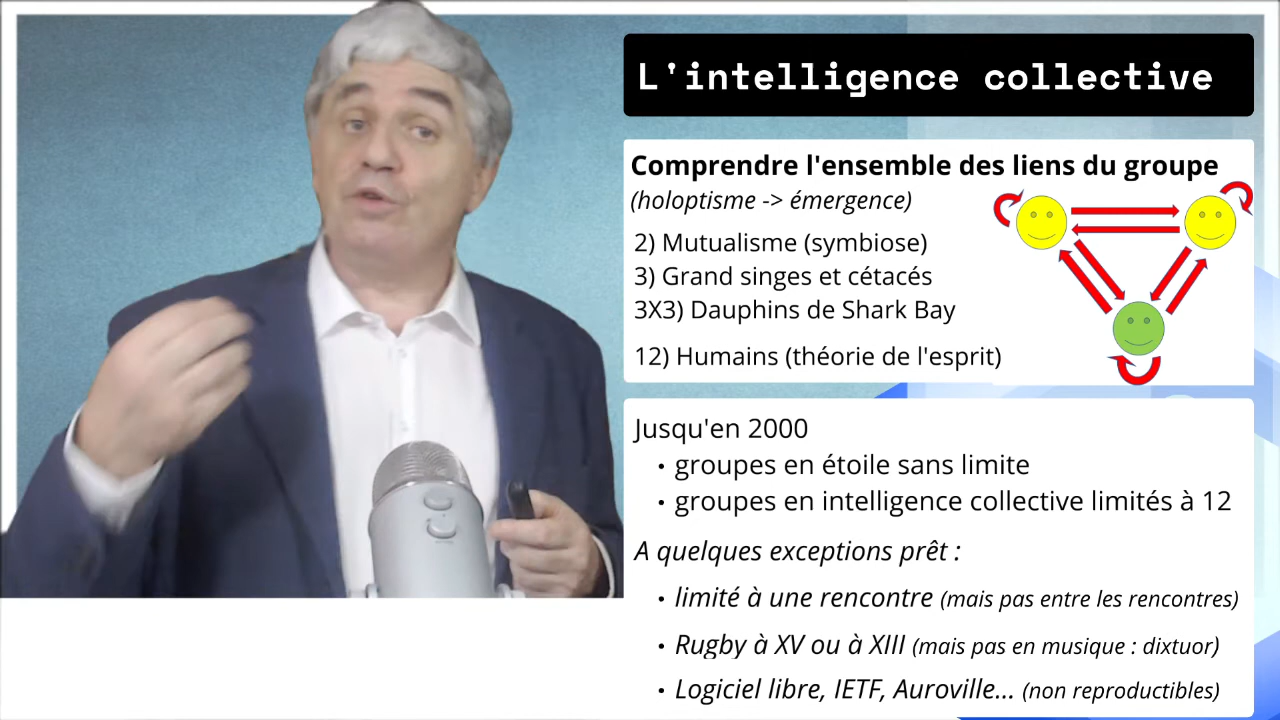 L'intelligence collective
Comprendre l'ensemble des liens du groupe
(holoptisme -> émergence)
2) Mutualisme (symbiose)
3) Grand singes et cétacés
3X3) Dauphins de Shark Bay
12) Humains (théorie de l'esprit)
Jusqu'en 2000
• groupes en étoile sans limite
• groupes en intelligence collective limités à 12
A quelques exceptions prêt :
• limité à une rencontre (mais pas entre les rencontres)
• Rugby à XV ou à XIII (mais pas en musique : dixtuor)
• Logiciel libre, IETF, Auroville... (non reproductibles)